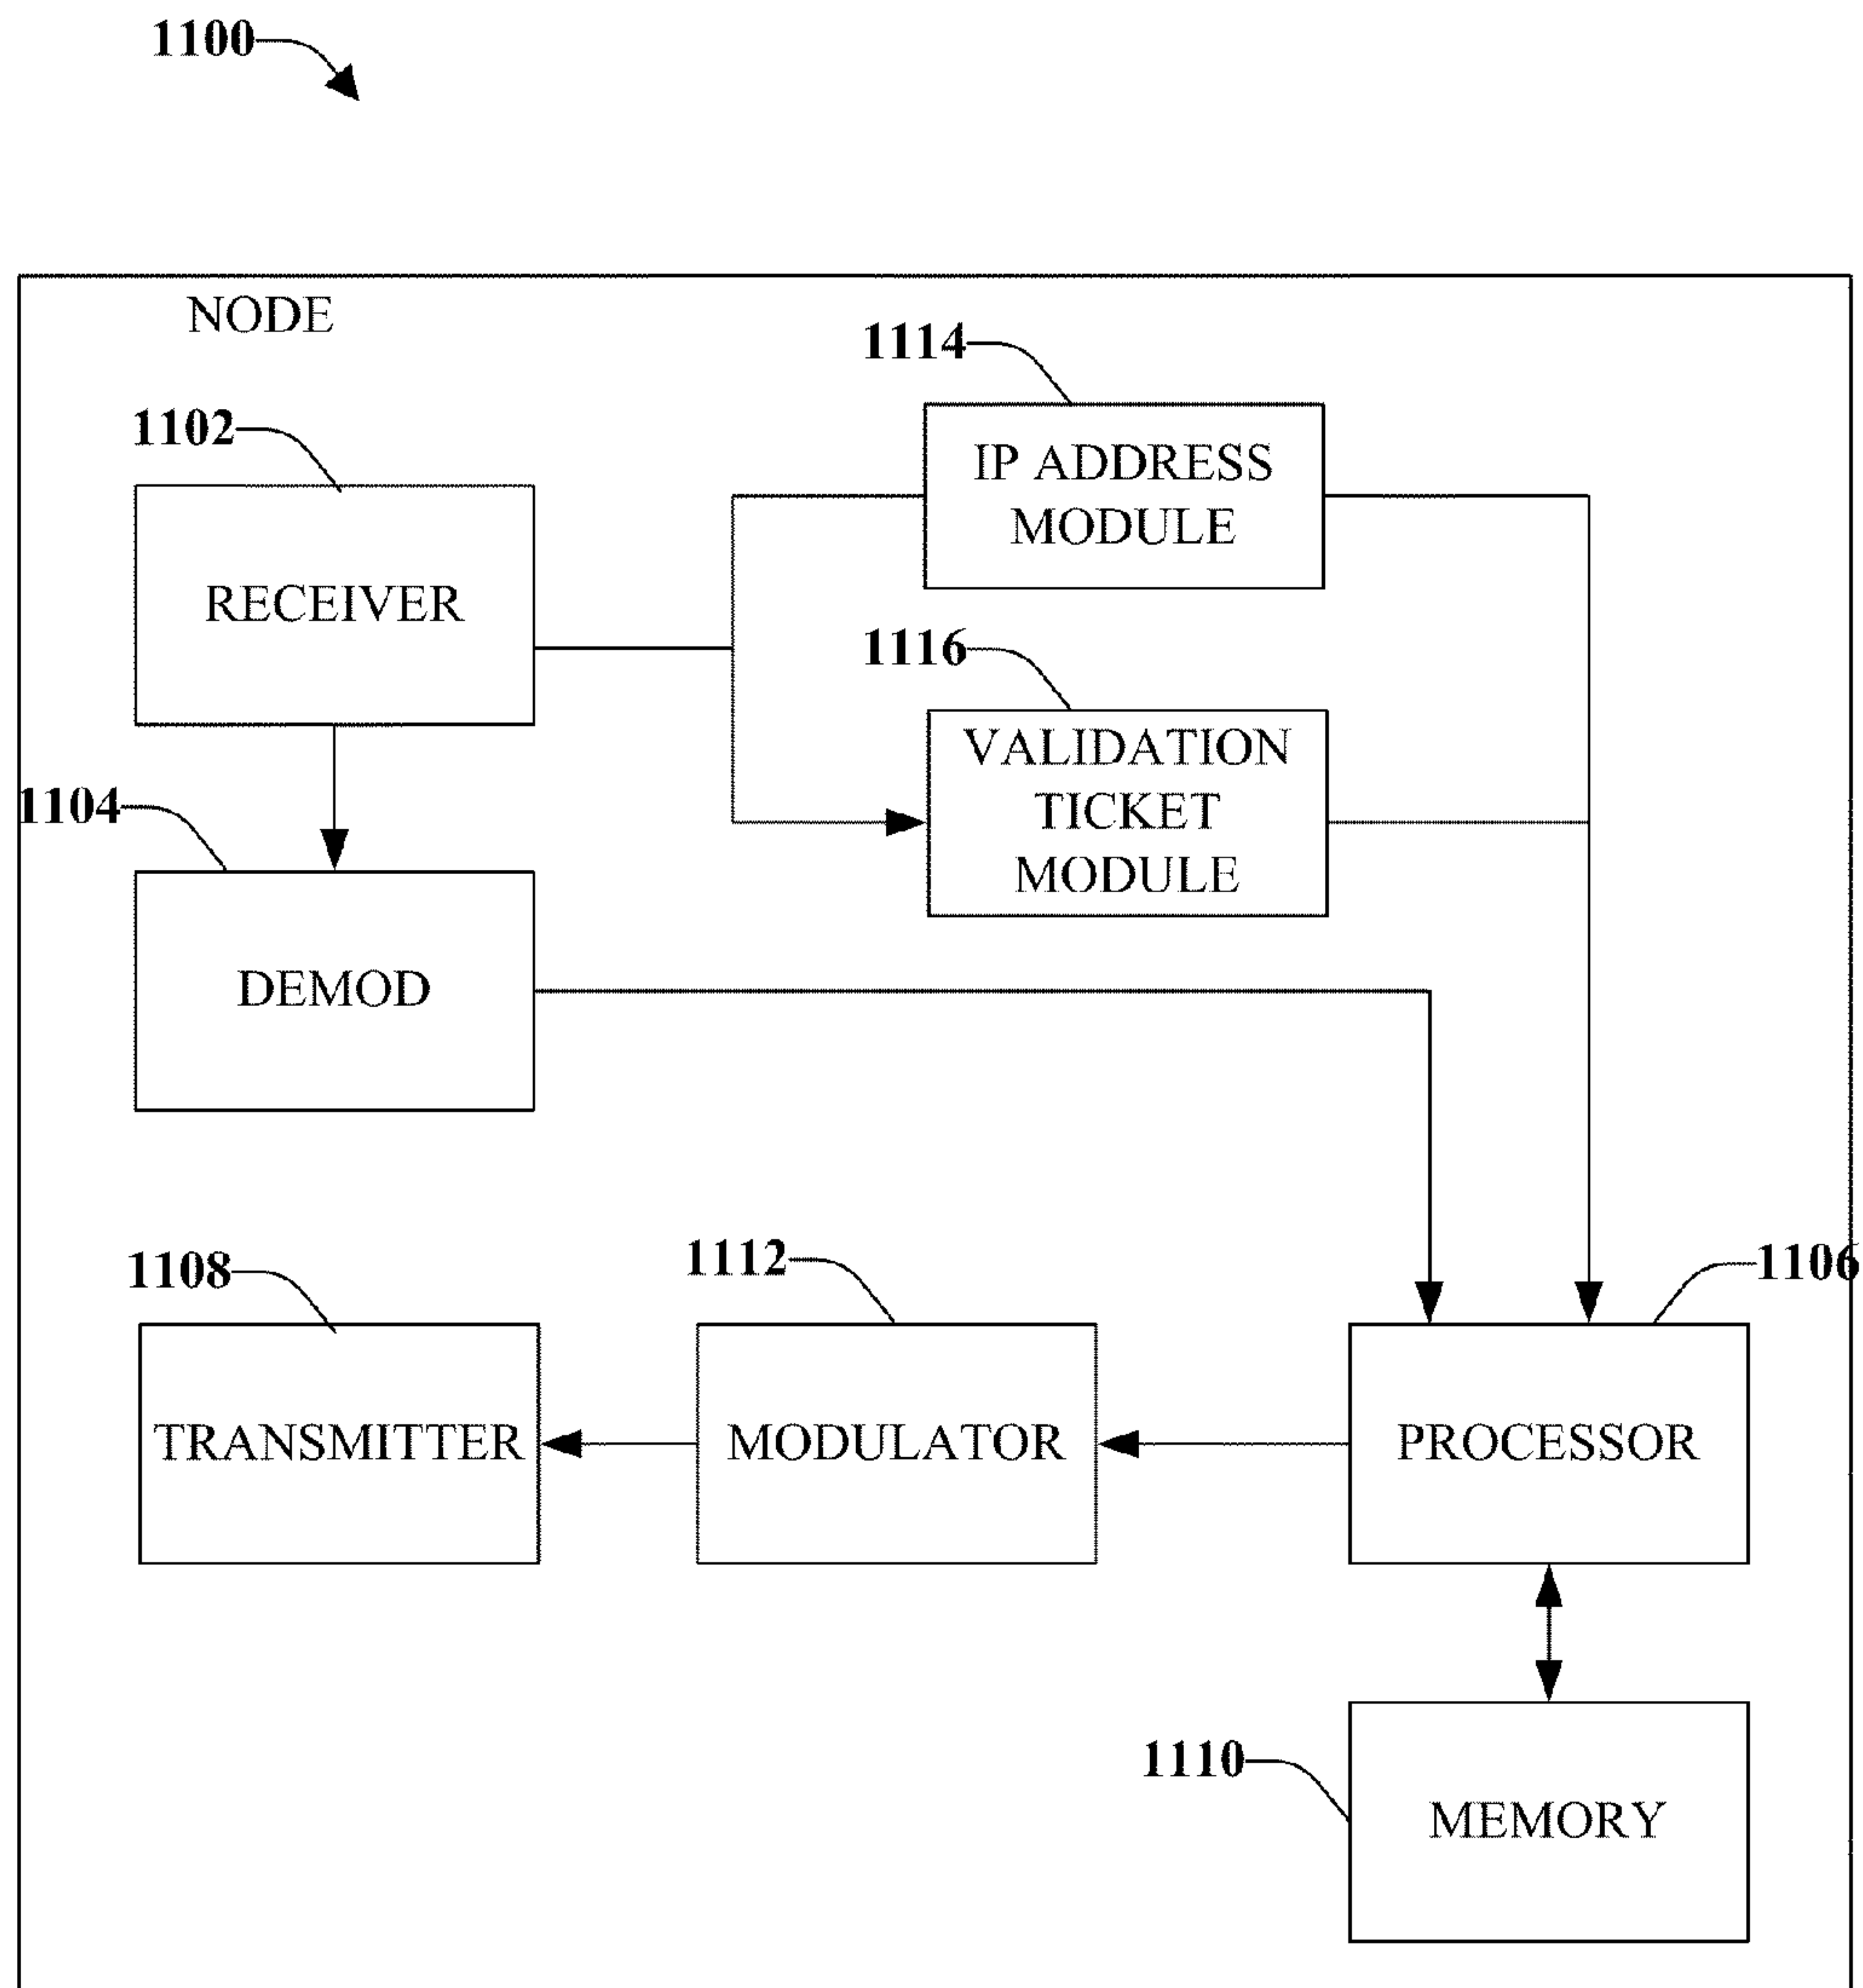 1100
NODE
1114
1102
IP ADDRESS
MODULE
RECEIVER
1116
VALIDATION
TICKET
MODULE
1104
DEMOD
1108
1112
1106
TRANSMITTER
MODULATOR
PROCESSOR
1110
MEMORY